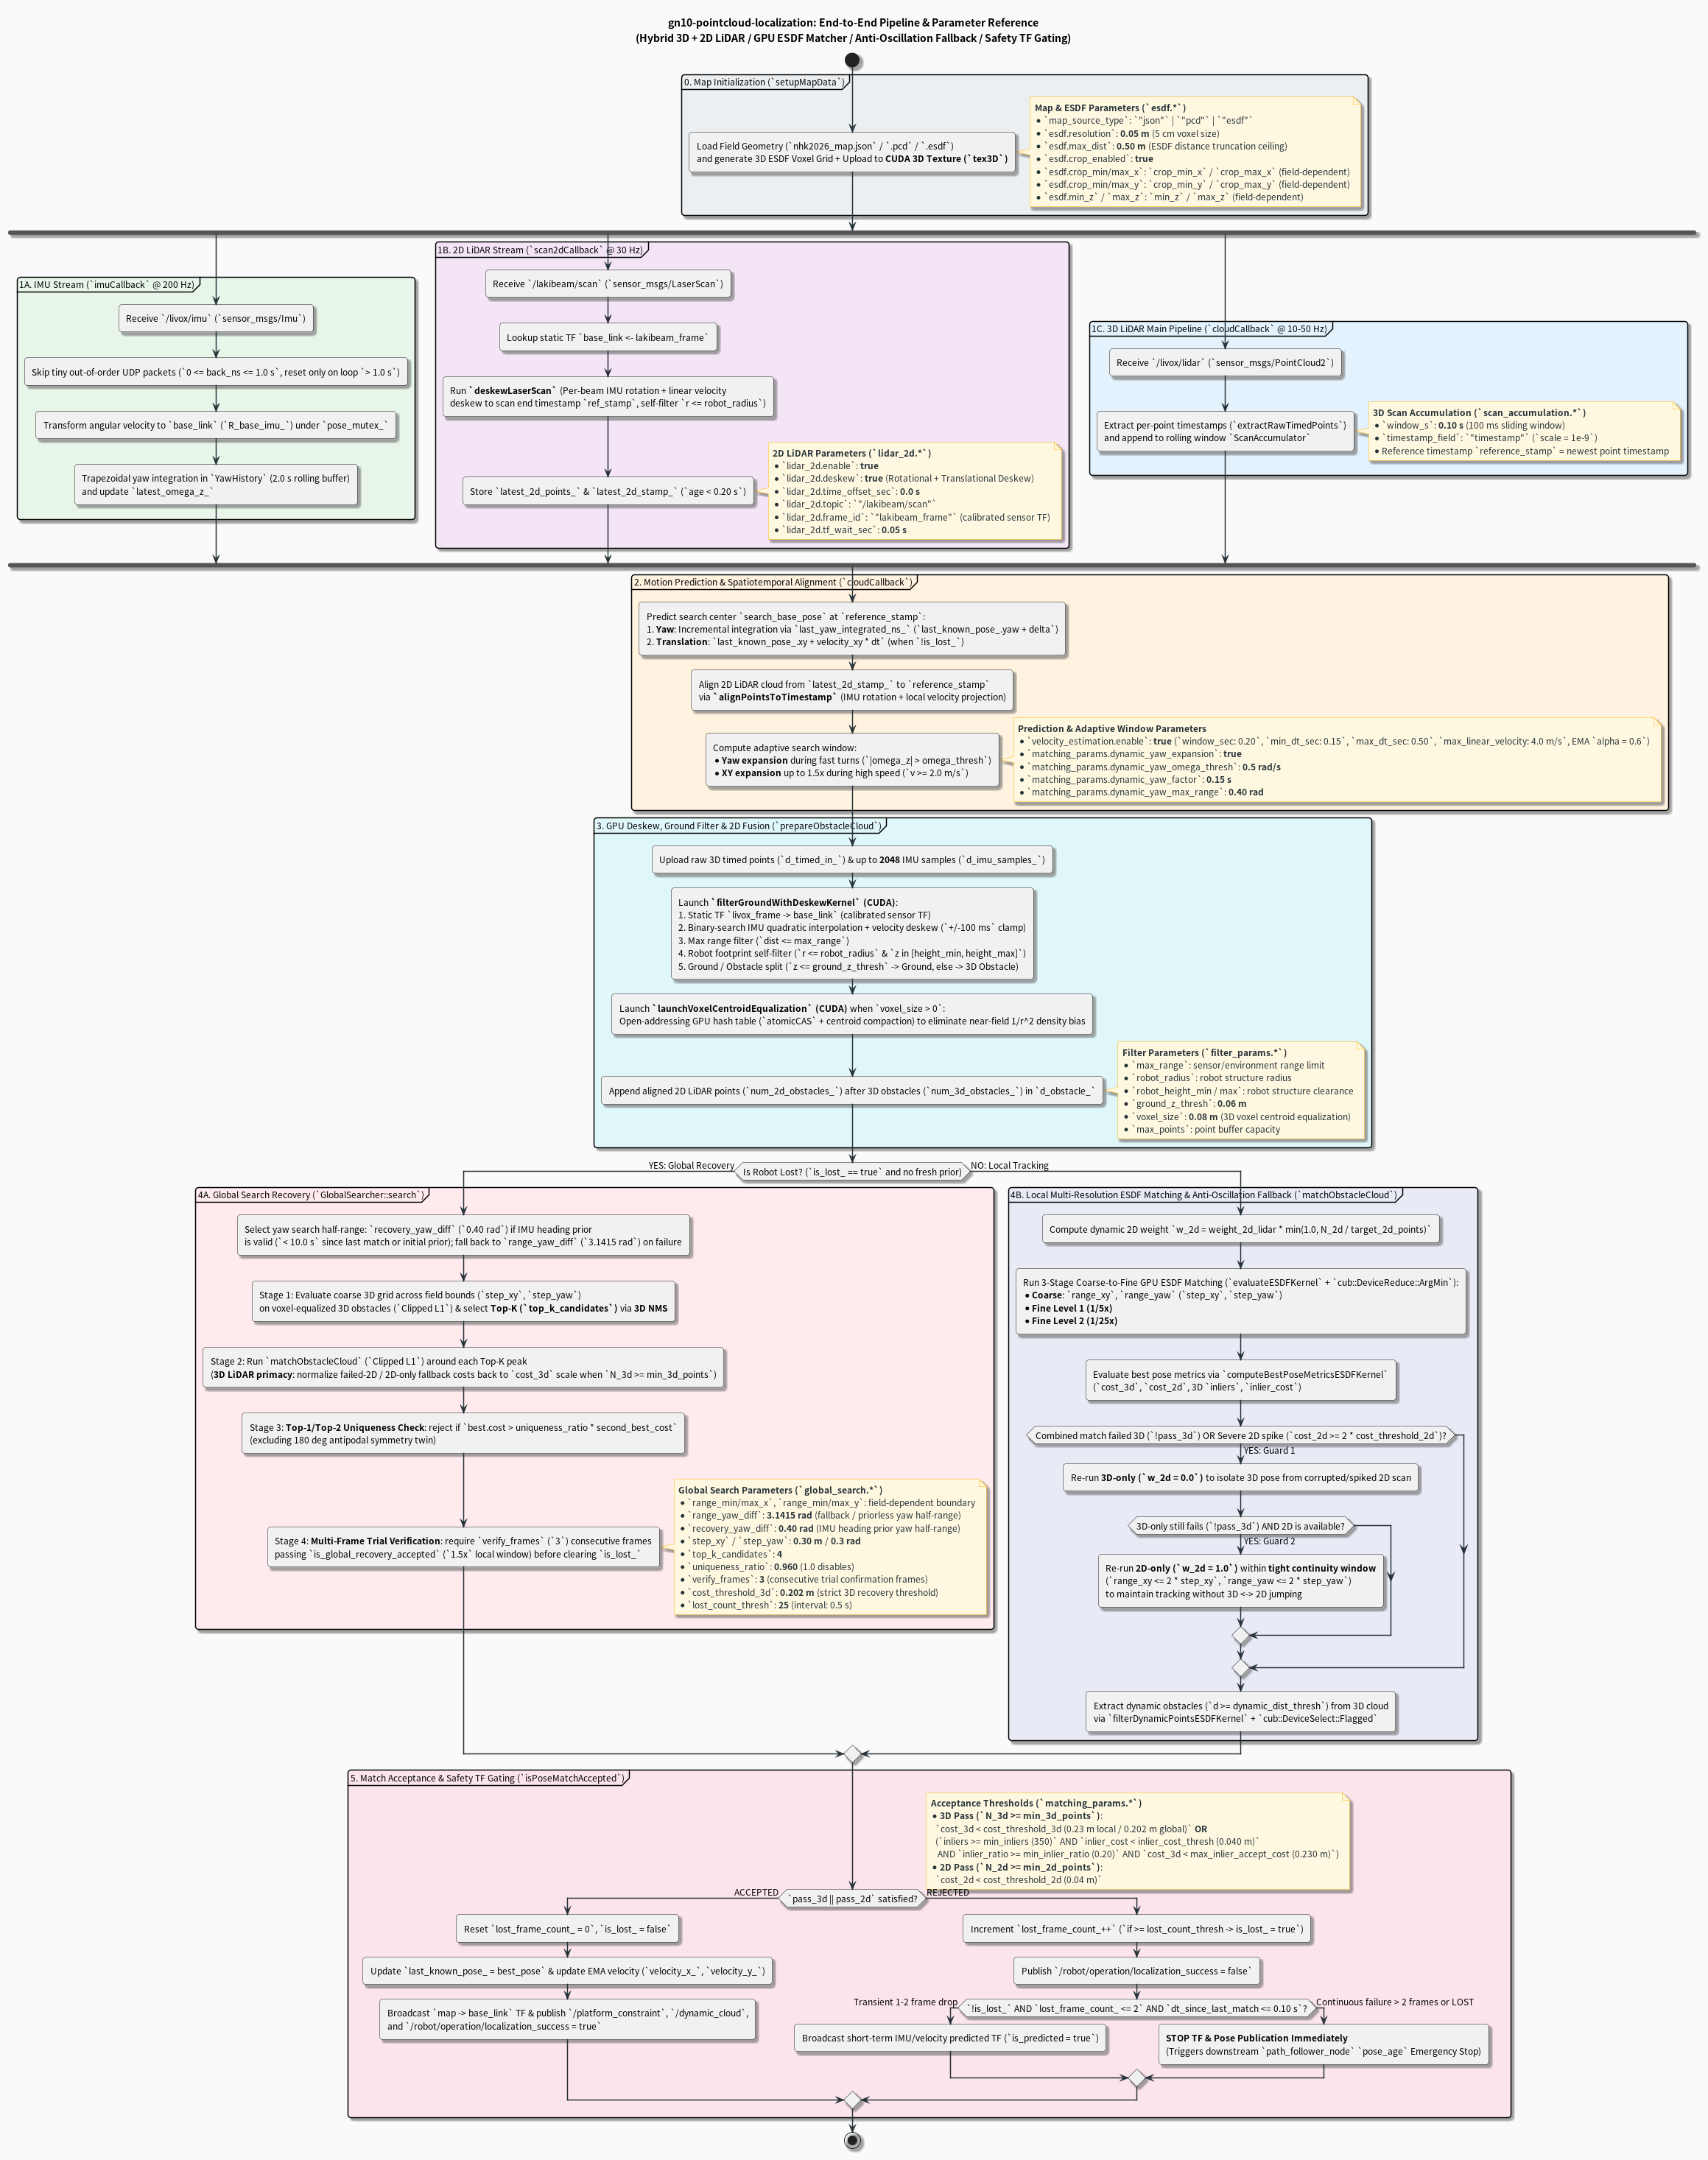 gn10-pointcloud-localization: End-to-End Pipeline & Parameter Reference
(Hybrid 3D + 2D LiDAR / GPU ESDF Matcher / Anti-Oscillation Fallback / Safety TF Gating)
0. Map Initialization (`setupMapData`)
Load Field Geometry (`nhk2026_map.json` / `.pcd` / `.esdf`)
and generate 3D ESDF Voxel Grid + Upload to CUDA 3D Texture (`tex3D`)
Map & ESDF Parameters (`esdf.*`)
• `map_source_type`: `"json"` | `"pcd"` | `"esdf"`
• `esdf.resolution`: 0.05 m (5 cm voxel size)
• `esdf.max_dist`: 0.50 m (ESDF distance truncation ceiling)
• `esdf.crop_enabled`: true
• `esdf.crop_min/max_x`: `crop_min_x` / `crop_max_x` (field-dependent)
• `esdf.crop_min/max_y`: `crop_min_y` / `crop_max_y` (field-dependent)
• `esdf.min_z` / `max_z`: `min_z` / `max_z` (field-dependent)
1A. IMU Stream (`imuCallback` @ 200 Hz)
Receive `/livox/imu` (`sensor_msgs/Imu`)
Skip tiny out-of-order UDP packets (`0 <= back_ns <= 1.0 s`, reset only on loop `> 1.0 s`)
Transform angular velocity to `base_link` (`R_base_imu_`) under `pose_mutex_`
Trapezoidal yaw integration in `YawHistory` (2.0 s rolling buffer)
and update `latest_omega_z_`
1B. 2D LiDAR Stream (`scan2dCallback` @ 30 Hz)
Receive `/lakibeam/scan` (`sensor_msgs/LaserScan`)
Lookup static TF `base_link <- lakibeam_frame`
Run `deskewLaserScan` (Per-beam IMU rotation + linear velocity
deskew to scan end timestamp `ref_stamp`, self-filter `r <= robot_radius`)
Store `latest_2d_points_` & `latest_2d_stamp_` (`age < 0.20 s`)
2D LiDAR Parameters (`lidar_2d.*`)
• `lidar_2d.enable`: true
• `lidar_2d.deskew`: true (Rotational + Translational Deskew)
• `lidar_2d.time_offset_sec`: 0.0 s
• `lidar_2d.topic`: `"/lakibeam/scan"`
• `lidar_2d.frame_id`: `"lakibeam_frame"` (calibrated sensor TF)
• `lidar_2d.tf_wait_sec`: 0.05 s
1C. 3D LiDAR Main Pipeline (`cloudCallback` @ 10-50 Hz)
Receive `/livox/lidar` (`sensor_msgs/PointCloud2`)
Extract per-point timestamps (`extractRawTimedPoints`)
and append to rolling window `ScanAccumulator`
3D Scan Accumulation (`scan_accumulation.*`)
• `window_s`: 0.10 s (100 ms sliding window)
• `timestamp_field`: `"timestamp"` (`scale = 1e-9`)
• Reference timestamp `reference_stamp` = newest point timestamp
2. Motion Prediction & Spatiotemporal Alignment (`cloudCallback`)
Predict search center `search_base_pose` at `reference_stamp`:
1. Yaw: Incremental integration via `last_yaw_integrated_ns_` (`last_known_pose_.yaw + delta`)
2. Translation: `last_known_pose_.xy + velocity_xy * dt` (when `!is_lost_`)
Align 2D LiDAR cloud from `latest_2d_stamp_` to `reference_stamp`
via `alignPointsToTimestamp` (IMU rotation + local velocity projection)
Compute adaptive search window:
• Yaw expansion during fast turns (`|omega_z| > omega_thresh`)
• XY expansion up to 1.5x during high speed (`v >= 2.0 m/s`)
Prediction & Adaptive Window Parameters
• `velocity_estimation.enable`: true (`window_sec: 0.20`, `min_dt_sec: 0.15`, `max_dt_sec: 0.50`, `max_linear_velocity: 4.0 m/s`, EMA `alpha = 0.6`)
• `matching_params.dynamic_yaw_expansion`: true
• `matching_params.dynamic_yaw_omega_thresh`: 0.5 rad/s
• `matching_params.dynamic_yaw_factor`: 0.15 s
• `matching_params.dynamic_yaw_max_range`: 0.40 rad
3. GPU Deskew, Ground Filter & 2D Fusion (`prepareObstacleCloud`)
Upload raw 3D timed points (`d_timed_in_`) & up to 2048 IMU samples (`d_imu_samples_`)
Launch `filterGroundWithDeskewKernel` (CUDA):
1. Static TF `livox_frame -> base_link` (calibrated sensor TF)
2. Binary-search IMU quadratic interpolation + velocity deskew (`+/-100 ms` clamp)
3. Max range filter (`dist <= max_range`)
4. Robot footprint self-filter (`r <= robot_radius` & `z in [height_min, height_max]`)
5. Ground / Obstacle split (`z <= ground_z_thresh` -> Ground, else -> 3D Obstacle)
Launch `launchVoxelCentroidEqualization` (CUDA) when `voxel_size > 0`:
Open-addressing GPU hash table (`atomicCAS` + centroid compaction) to eliminate near-field 1/r^2 density bias
Append aligned 2D LiDAR points (`num_2d_obstacles_`) after 3D obstacles (`num_3d_obstacles_`) in `d_obstacle_`
Filter Parameters (`filter_params.*`)
• `max_range`: sensor/environment range limit
• `robot_radius`: robot structure radius
• `robot_height_min / max`: robot structure clearance
• `ground_z_thresh`: 0.06 m
• `voxel_size`: 0.08 m (3D voxel centroid equalization)
• `max_points`: point buffer capacity
YES: Global Recovery
Is Robot Lost? (`is_lost_ == true` and no fresh prior)
NO: Local Tracking
4A. Global Search Recovery (`GlobalSearcher::search`)
Select yaw search half-range: `recovery_yaw_diff` (`0.40 rad`) if IMU heading prior
is valid (`< 10.0 s` since last match or initial prior); fall back to `range_yaw_diff` (`3.1415 rad`) on failure
Stage 1: Evaluate coarse 3D grid across field bounds (`step_xy`, `step_yaw`)
on voxel-equalized 3D obstacles (`Clipped L1`) & select Top-K (`top_k_candidates`) via 3D NMS
Stage 2: Run `matchObstacleCloud` (`Clipped L1`) around each Top-K peak
(3D LiDAR primacy: normalize failed-2D / 2D-only fallback costs back to `cost_3d` scale when `N_3d >= min_3d_points`)
Stage 3: Top-1/Top-2 Uniqueness Check: reject if `best.cost > uniqueness_ratio * second_best_cost`
(excluding 180 deg antipodal symmetry twin)
Stage 4: Multi-Frame Trial Verification: require `verify_frames` (`3`) consecutive frames
passing `is_global_recovery_accepted` (`1.5x` local window) before clearing `is_lost_`
Global Search Parameters (`global_search.*`)
• `range_min/max_x`, `range_min/max_y`: field-dependent boundary
• `range_yaw_diff`: 3.1415 rad (fallback / priorless yaw half-range)
• `recovery_yaw_diff`: 0.40 rad (IMU heading prior yaw half-range)
• `step_xy` / `step_yaw`: 0.30 m / 0.3 rad
• `top_k_candidates`: 4
• `uniqueness_ratio`: 0.960 (1.0 disables)
• `verify_frames`: 3 (consecutive trial confirmation frames)
• `cost_threshold_3d`: 0.202 m (strict 3D recovery threshold)
• `lost_count_thresh`: 25 (interval: 0.5 s)
4B. Local Multi-Resolution ESDF Matching & Anti-Oscillation Fallback (`matchObstacleCloud`)
Compute dynamic 2D weight `w_2d = weight_2d_lidar * min(1.0, N_2d / target_2d_points)`
Run 3-Stage Coarse-to-Fine GPU ESDF Matching (`evaluateESDFKernel` + `cub::DeviceReduce::ArgMin`):
• Coarse: `range_xy`, `range_yaw` (`step_xy`, `step_yaw`)
• Fine Level 1 (1/5x)
• Fine Level 2 (1/25x)
Evaluate best pose metrics via `computeBestPoseMetricsESDFKernel`
(`cost_3d`, `cost_2d`, 3D `inliers`, `inlier_cost`)
Combined match failed 3D (`!pass_3d`) OR Severe 2D spike (`cost_2d >= 2 * cost_threshold_2d`)?
YES: Guard 1
Re-run 3D-only (`w_2d = 0.0`) to isolate 3D pose from corrupted/spiked 2D scan
3D-only still fails (`!pass_3d`) AND 2D is available?
YES: Guard 2
Re-run 2D-only (`w_2d = 1.0`) within tight continuity window
(`range_xy <= 2 * step_xy`, `range_yaw <= 2 * step_yaw`)
to maintain tracking without 3D <-> 2D jumping
Extract dynamic obstacles (`d >= dynamic_dist_thresh`) from 3D cloud
via `filterDynamicPointsESDFKernel` + `cub::DeviceSelect::Flagged`
5. Match Acceptance & Safety TF Gating (`isPoseMatchAccepted`)
Acceptance Thresholds (`matching_params.*`)
• 3D Pass (`N_3d >= min_3d_points`):
`cost_3d < cost_threshold_3d (0.23 m local / 0.202 m global)` OR
(`inliers >= min_inliers (350)` AND `inlier_cost < inlier_cost_thresh (0.040 m)`
AND `inlier_ratio >= min_inlier_ratio (0.20)` AND `cost_3d < max_inlier_accept_cost (0.230 m)`)
• 2D Pass (`N_2d >= min_2d_points`):
`cost_2d < cost_threshold_2d (0.04 m)`
ACCEPTED
`pass_3d || pass_2d` satisfied?
REJECTED
Reset `lost_frame_count_ = 0`, `is_lost_ = false`
Update `last_known_pose_ = best_pose` & update EMA velocity (`velocity_x_`, `velocity_y_`)
Broadcast `map -> base_link` TF & publish `/platform_constraint`, `/dynamic_cloud`,
and `/robot/operation/localization_success = true`
Increment `lost_frame_count_++` (`if >= lost_count_thresh -> is_lost_ = true`)
Publish `/robot/operation/localization_success = false`
Transient 1-2 frame drop
`!is_lost_` AND `lost_frame_count_ <= 2` AND `dt_since_last_match <= 0.10 s`?
Continuous failure > 2 frames or LOST
Broadcast short-term IMU/velocity predicted TF (`is_predicted = true`)
STOP TF & Pose Publication Immediately
(Triggers downstream `path_follower_node` `pose_age` Emergency Stop)